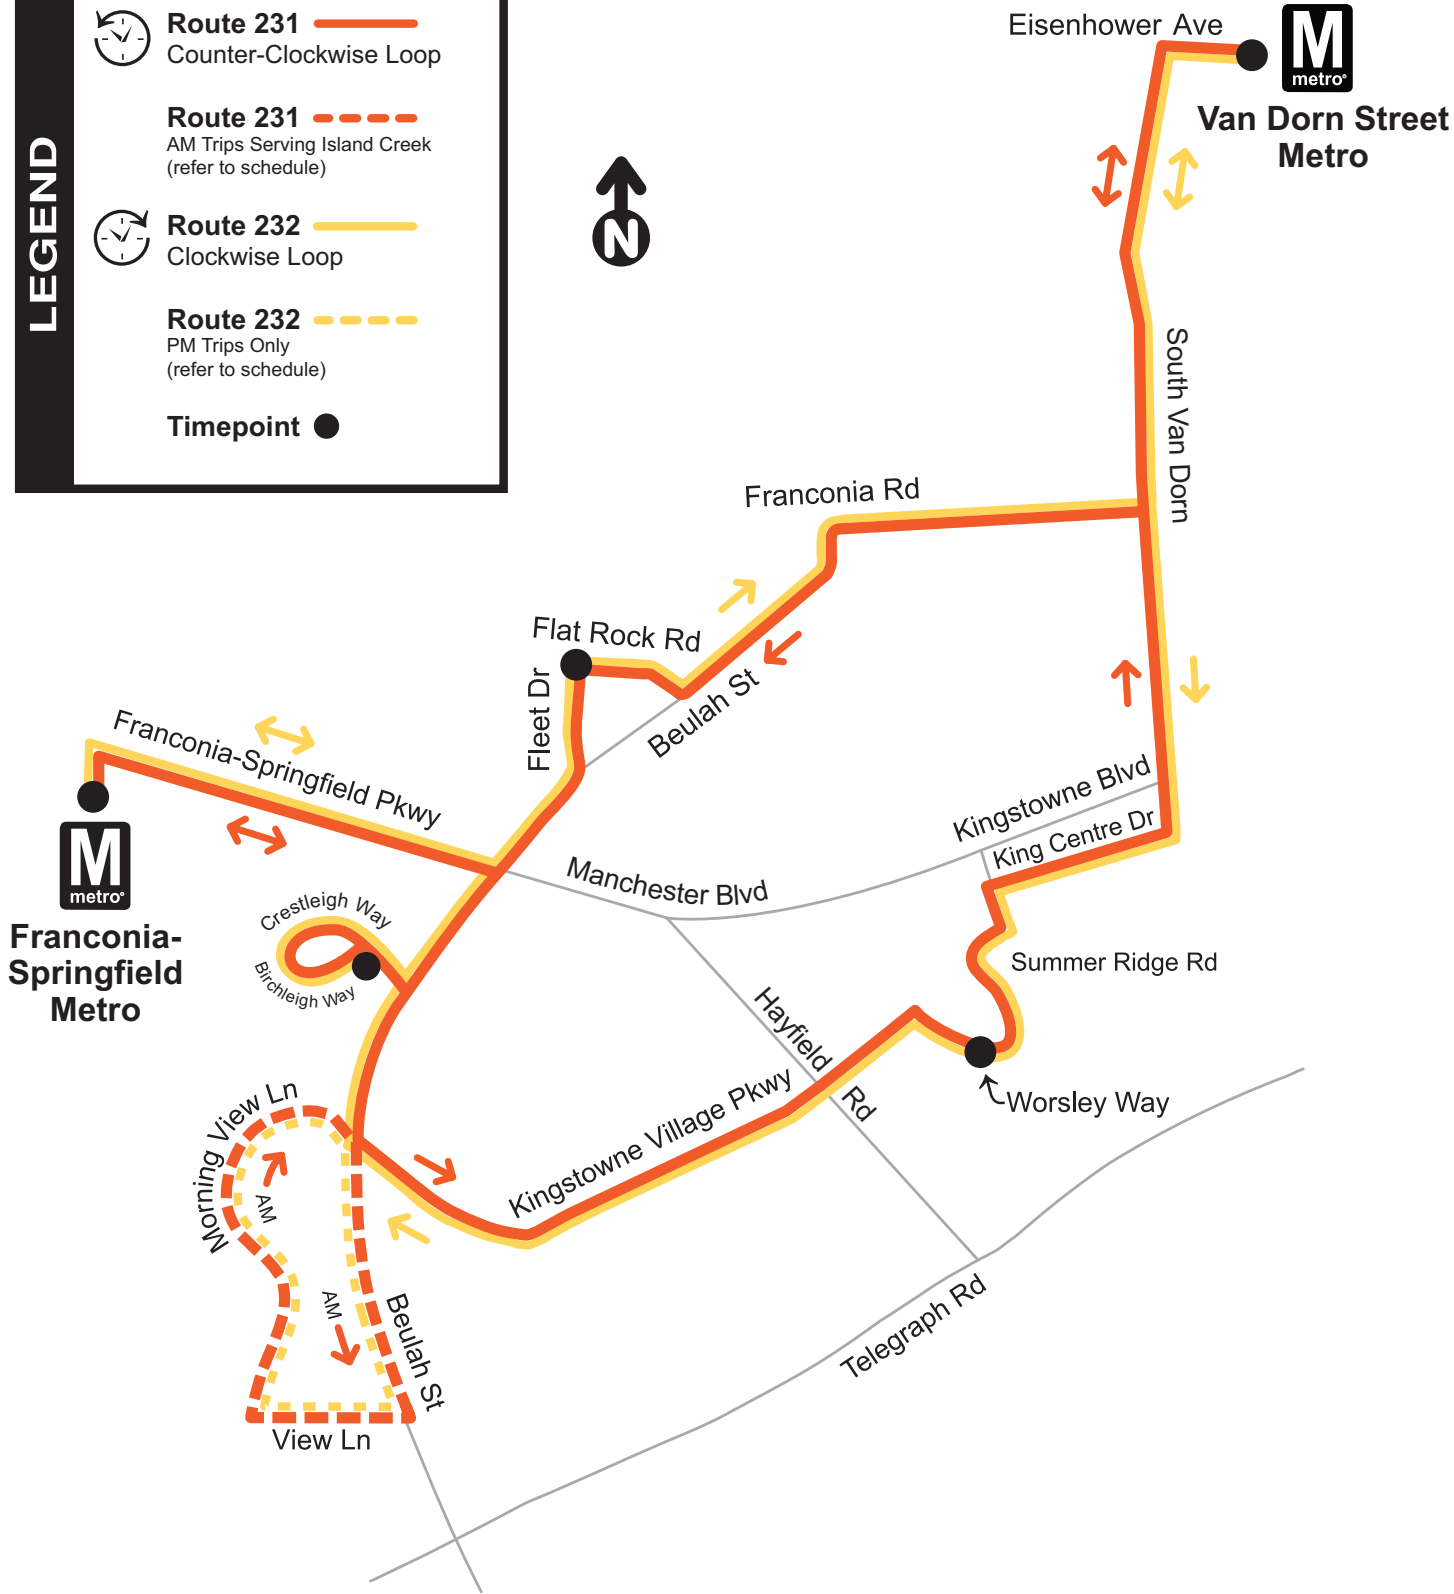 LEGEND
Route 231
Counter-Clockwise Loop
Route 231
AM Trips Serving Island Creek
(refer to schedule)
Route 232
Clockwise Loop
Route 232
PM Trips Only
(refer to schedule)
Timepoint
N
Eisenhower Ave
M
metro®
Van Dorn Street
Metro
South Van Dorn
Franconia Rd
Flat Rock Rd
Fleet Dr
Beulah St
Franconia-Springfield Pkwy
M
metro®
Franconia-
Springfield
Metro
Kingstowne Blvd
King Centre Dr
Manchester Blvd
Crestleigh Way
Birchleigh Way
Summer Ridge Rd
Hayfield
Rd
Worsley Way
Kingstowne Village Pkwy
Morning View Ln
AM
AM
Beulah St
View Ln
Telegraph Rd